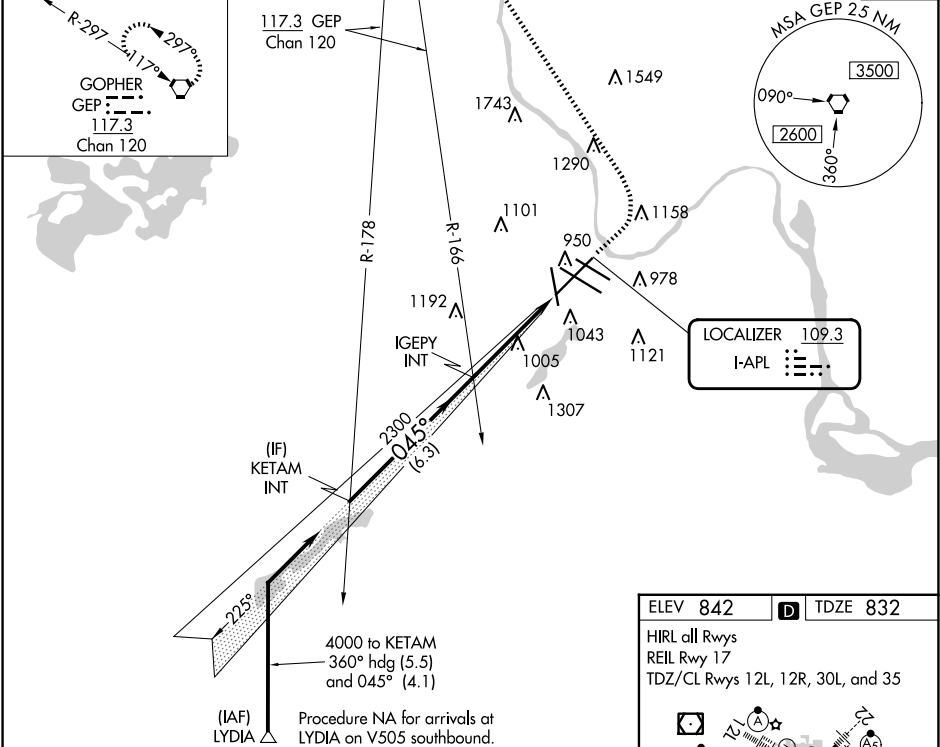 R-297
297°
117°
GOPHER
GEP
117.3
Chan 120
117.3 GEP
Chan 120
R-178
R-166
1549
1743
1290
1101
1158
950
978
1192
1043
1005
1121
1307
MSA GEP 25 NM
3500
090°
2600
360°
LOCALIZER 109.3
I-APL
IGEPY
INT
2300
045°
(6.3)
(IF)
KETAM
INT
225°
4000 to KETAM
360° hdg (5.5)
and 045° (4.1)
(IAF)
LYDIA
Procedure NA for arrivals at
LYDIA on V505 southbound.
ELEV 842
D
TDZE 832
HIRL all Rwys
REIL Rwy 17
TDZ/CL Rwys 12L, 12R, 30L, and 35
12L
A
22
A5